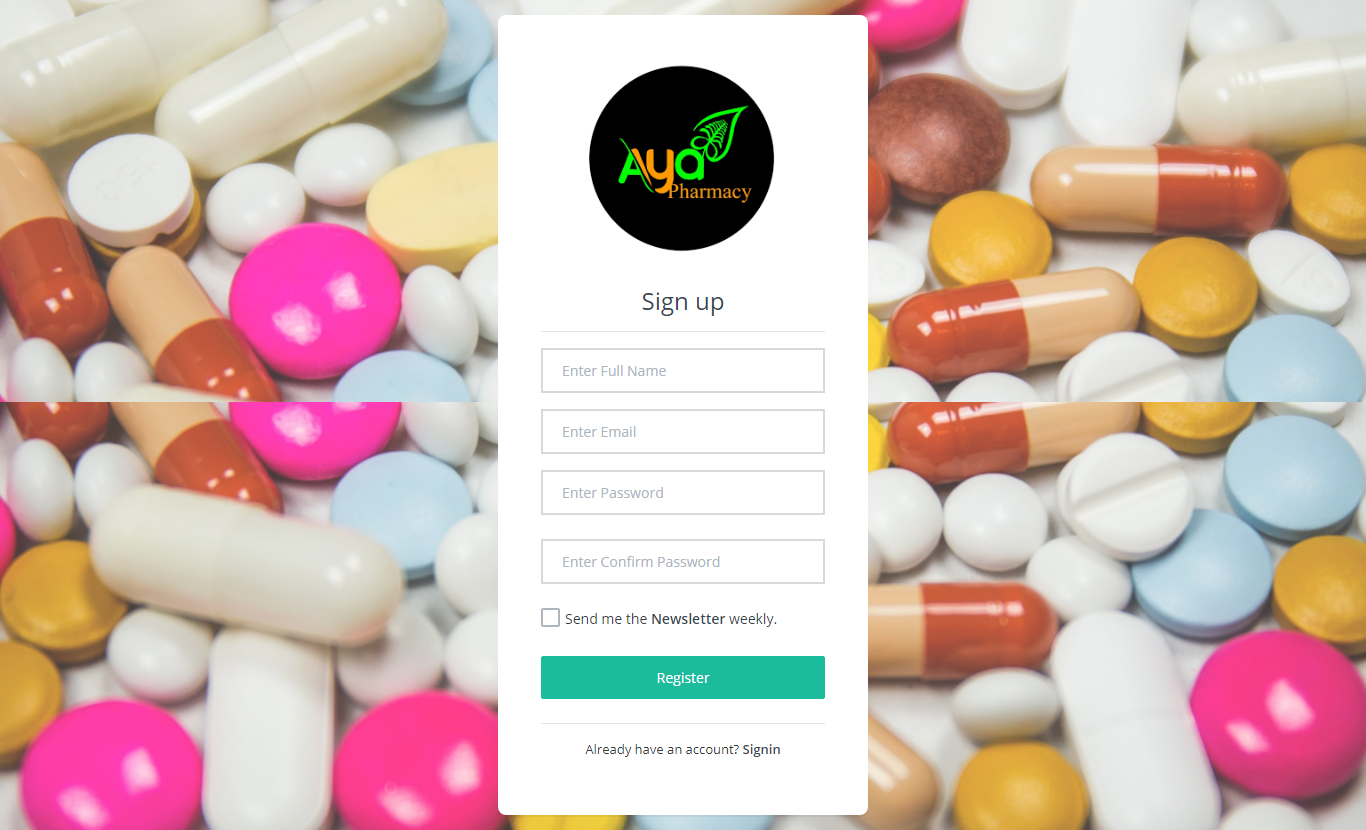 Aya
Pharmacy
Sign up
Enter Full Name
Enter Email
Enter Password
Enter Confirm Password
Send me the Newsletter weekly.
Register
Already have an account? Signin